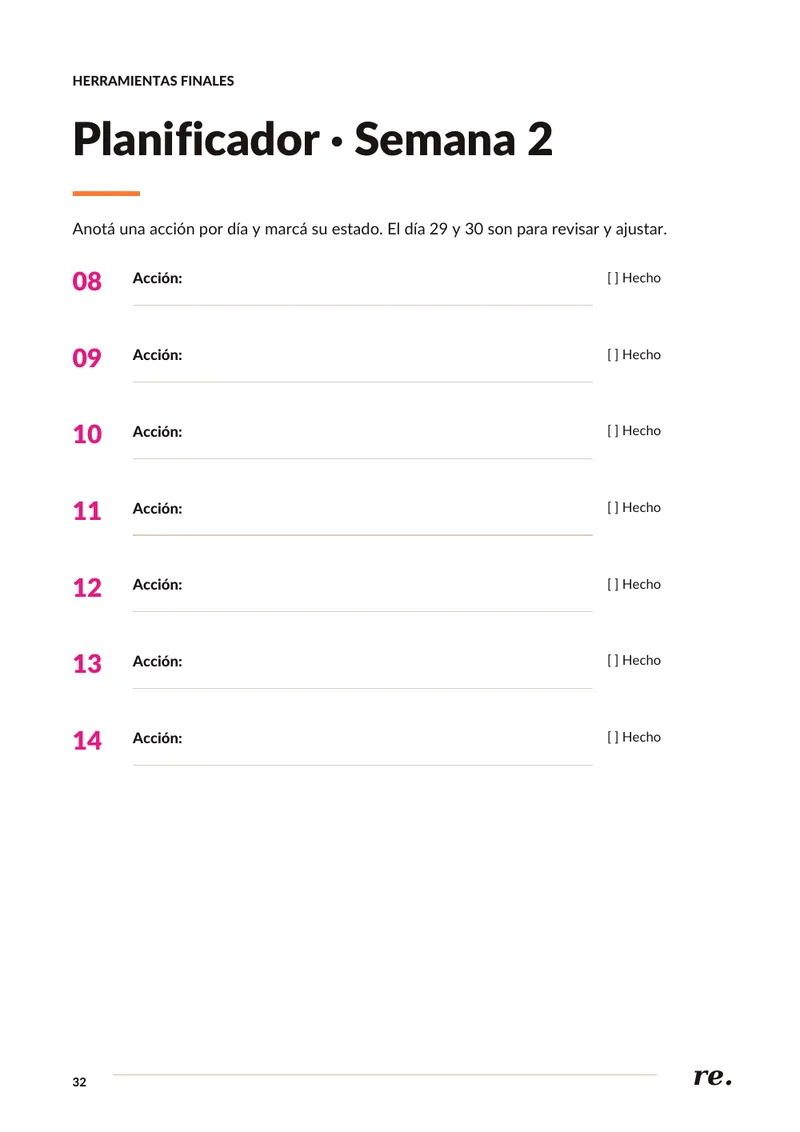 HERRAMIENTAS FINALES
Planificador · Semana 2
Anotá una acción por día y marcá su estado. El día 29 y 30 son para revisar y ajustar.
08 Acción: [ ] Hecho
09 Acción: [ ] Hecho
10 Acción: [ ] Hecho
11 Acción: [ ] Hecho
12 Acción: [ ] Hecho
13 Acción: [ ] Hecho
14 Acción: [ ] Hecho
32 re.